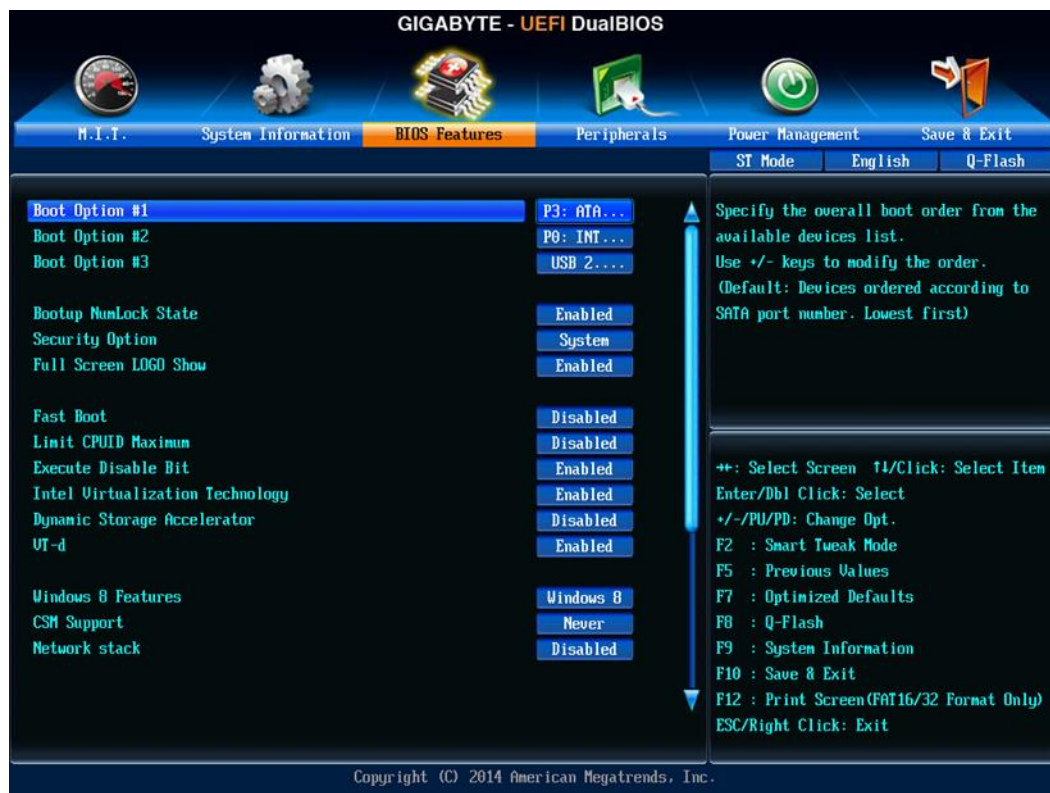 GIGABYTE - UEFI DualBIOS
M.I.T. System Information BIOS Features Peripherals Power Management Save & Exit
ST Mode English Q-Flash
Boot Option #1 P3: ATA...
Boot Option #2 P0: INT...
Boot Option #3 USB 2....
Bootup NumLock State Enabled
Security Option System
Full Screen LOGO Show Enabled
Fast Boot Disabled
Limit CPUID Maximum Disabled
Execute Disable Bit Enabled
Intel Virtualization Technology Enabled
Dynamic Storage Accelerator Disabled
VT-d Enabled
Windows 8 Features Windows 8
CSM Support Never
Network stack Disabled
Specify the overall boot order from the
available devices list.
Use +/- keys to modify the order.
(Default: Devices ordered according to
SATA port number. Lowest first)
→←: Select Screen ↑↓/Click: Select Item
Enter/Dbl Click: Select
+/-/PU/PD: Change Opt.
F2 : Smart Tweak Mode
F5 : Previous Values
F7 : Optimized Defaults
F8 : Q-Flash
F9 : System Information
F10 : Save & Exit
F12 : Print Screen(FAT16/32 Format Only)
ESC/Right Click: Exit
Copyright (C) 2014 American Megatrends, Inc.